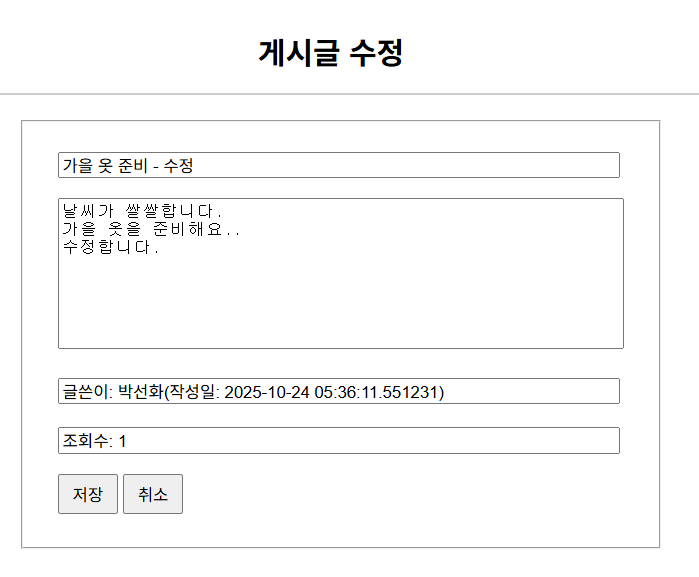 게시글 수정
가을 옷 준비 - 수정
날씨가 쌀쌀합니다.
가을 옷을 준비해요..
수정합니다.
글쓴이: 박선화(작성일: 2025-10-24 05:36:11.551231)
조회수: 1
저장 취소